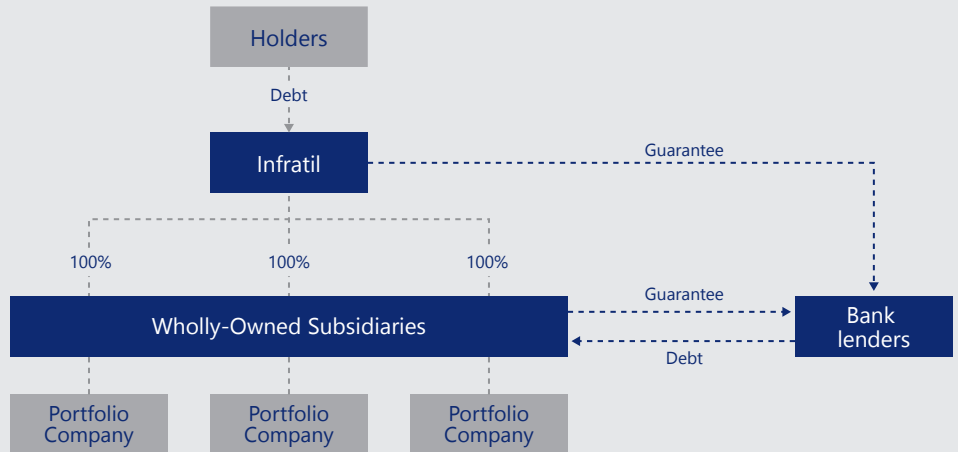 Holders
Debt
Infratil
Guarantee
100%
100%
100%
Guarantee
Wholly-Owned Subsidiaries
Bank
lenders
Debt
Portfolio
Company
Portfolio
Company
Portfolio
Company